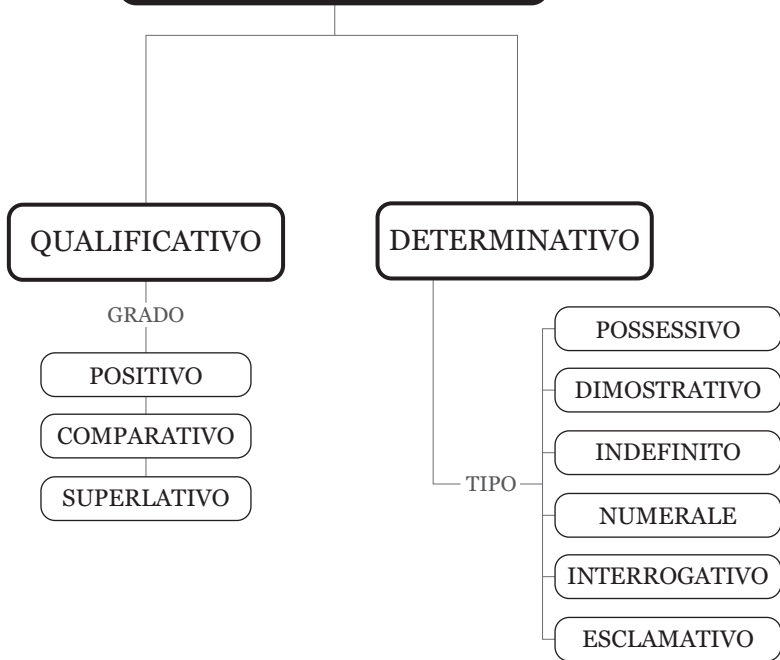 QUALIFICATIVO
GRADO
POSITIVO
COMPARATIVO
SUPERLATIVO
DETERMINATIVO
TIPO
POSSESSIVO
DIMOSTRATIVO
INDEFINITO
NUMERALE
INTERROGATIVO
ESCLAMATIVO